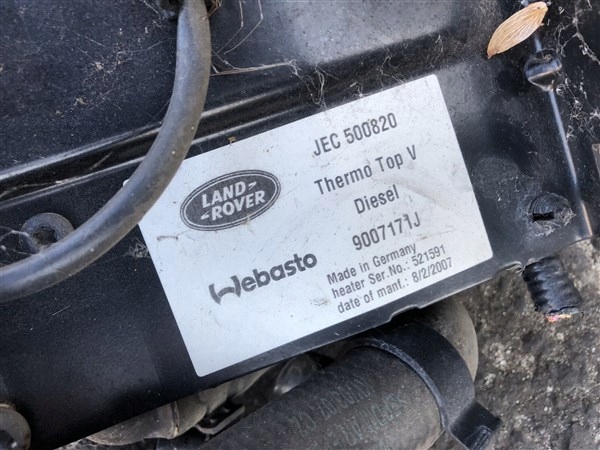 JEC 500820
Thermo Top V
Diesel
9007171J
LAND-
-ROVER
Webasto
Made in Germany
heater Ser.No.: 521591
date of manf.: 8/2/2007